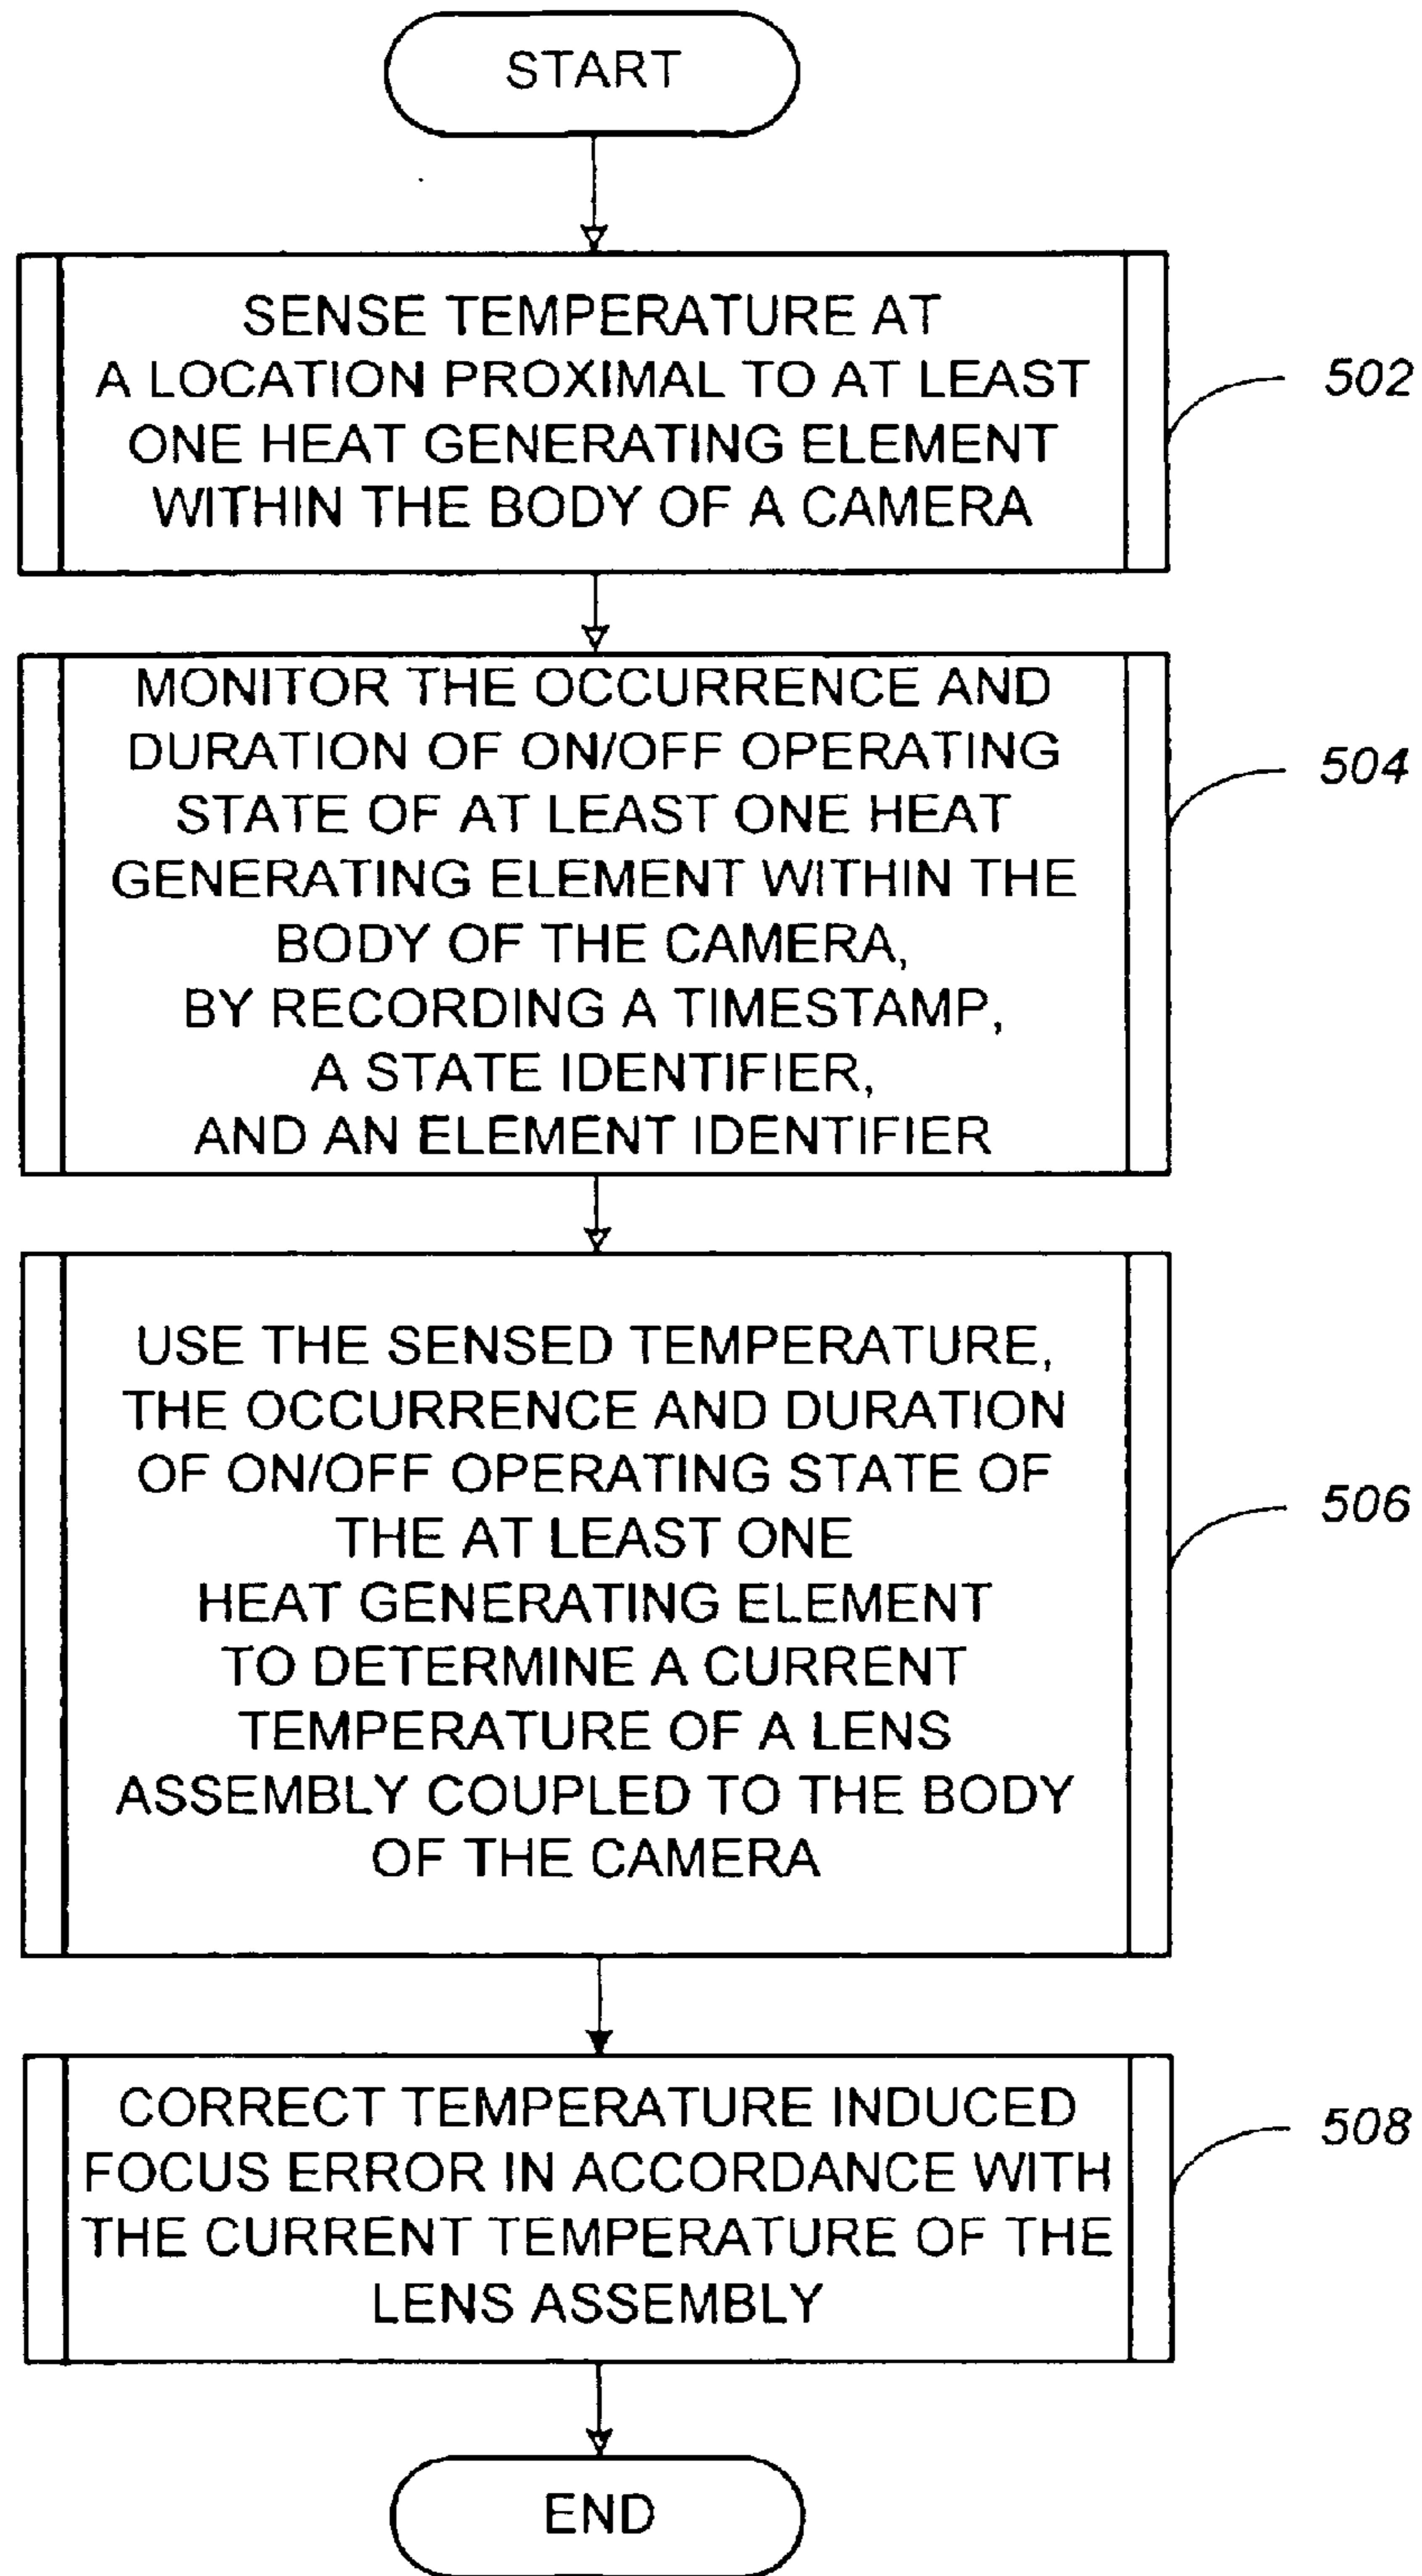 START
SENSE TEMPERATURE AT
A LOCATION PROXIMAL TO AT LEAST
ONE HEAT GENERATING ELEMENT
WITHIN THE BODY OF A CAMERA
502
MONITOR THE OCCURRENCE AND
DURATION OF ON/OFF OPERATING
STATE OF AT LEAST ONE HEAT
GENERATING ELEMENT WITHIN THE
BODY OF THE CAMERA,
BY RECORDING A TIMESTAMP,
A STATE IDENTIFIER,
AND AN ELEMENT IDENTIFIER
504
USE THE SENSED TEMPERATURE,
THE OCCURRENCE AND DURATION
OF ON/OFF OPERATING STATE OF
THE AT LEAST ONE
HEAT GENERATING ELEMENT
TO DETERMINE A CURRENT
TEMPERATURE OF A LENS
ASSEMBLY COUPLED TO THE BODY
OF THE CAMERA
506
CORRECT TEMPERATURE INDUCED
FOCUS ERROR IN ACCORDANCE WITH
THE CURRENT TEMPERATURE OF THE
LENS ASSEMBLY
508
END